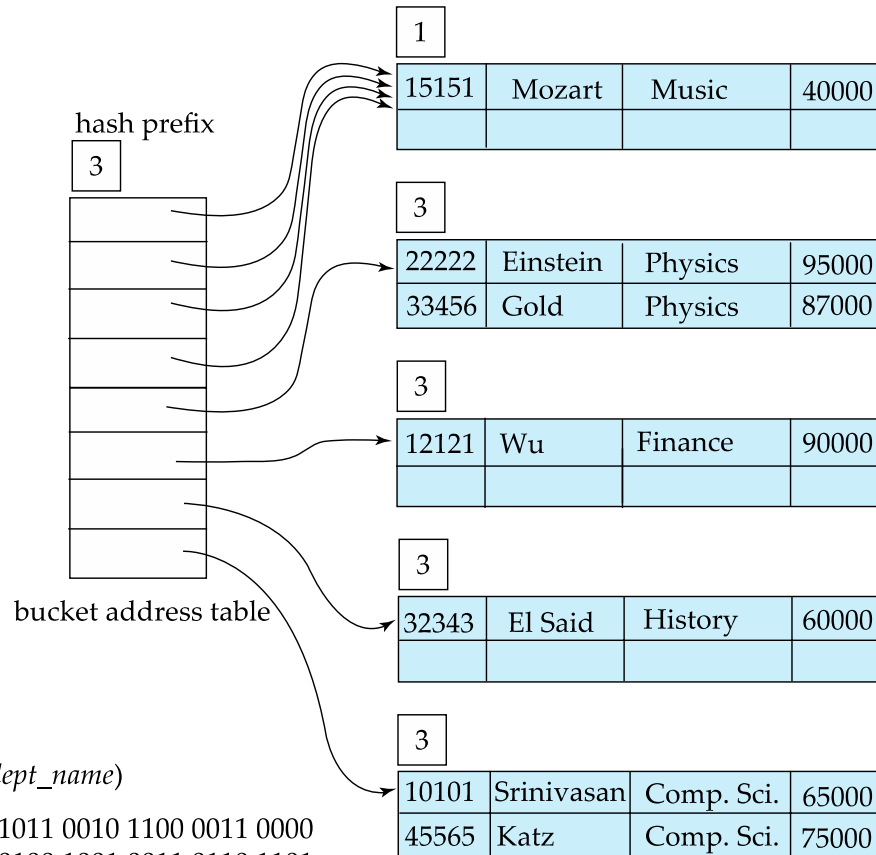 hash prefix
3
bucket address table
1
15151 Mozart Music 40000
3
22222 Einstein Physics 95000
33456 Gold Physics 87000
3
12121 Wu Finance 90000
3
32343 El Said History 60000
3
10101 Srinivasan Comp. Sci. 65000
45565 Katz Comp. Sci. 75000
dept_name)
1011 0010 1100 0011 0000